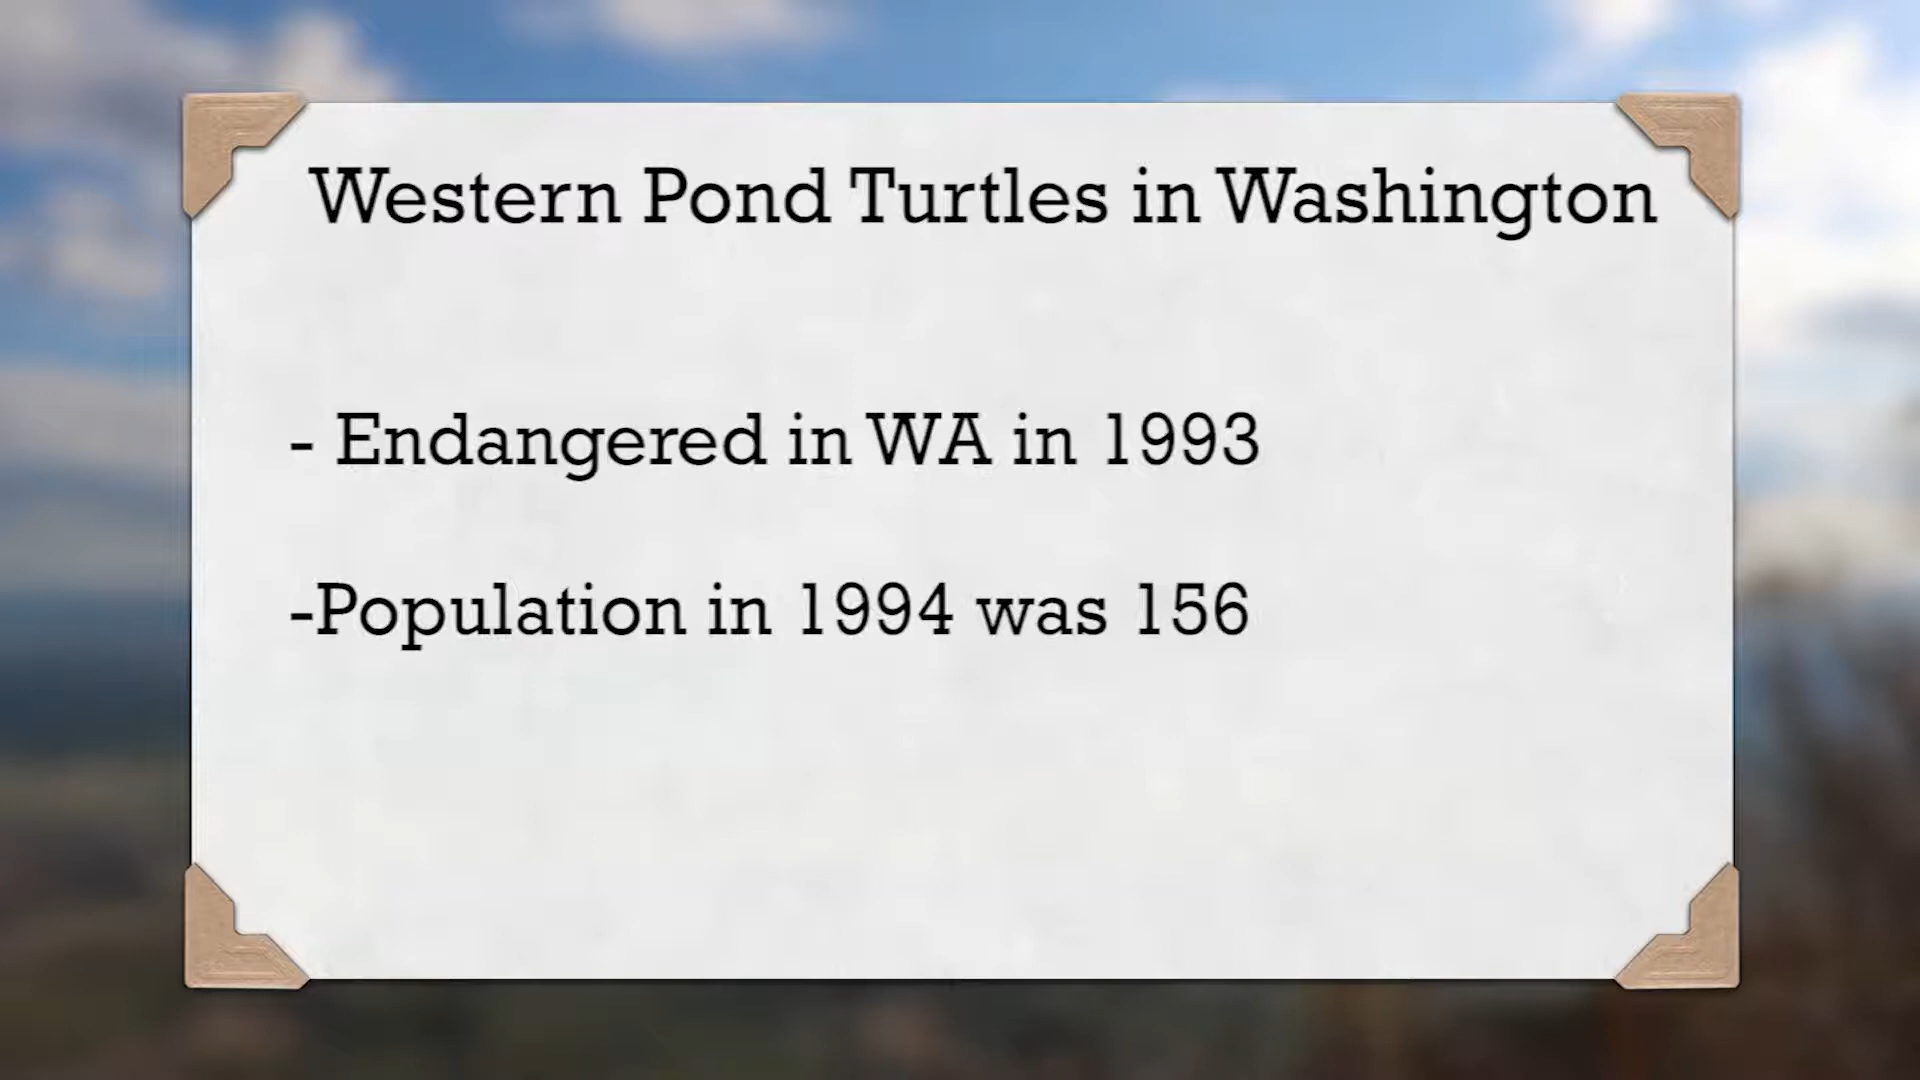 Western Pond Turtles in Washington
- Endangered in WA in 1993
-Population in 1994 was 156